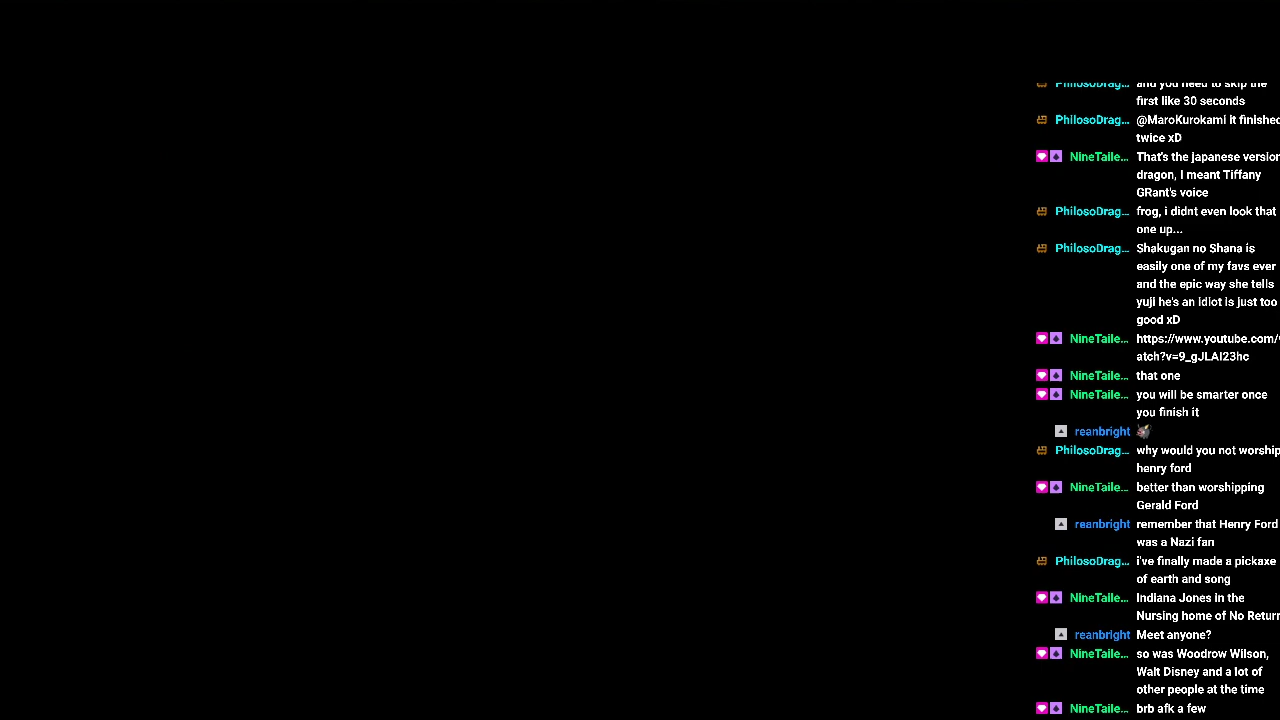 PhilosoDrag... and you need to skip the
first like 30 seconds
PhilosoDrag... @MaroKurokami it finished
twice xD
NineTaile... That's the japanese version
dragon, I meant Tiffany
GRant's voice
PhilosoDrag... frog, i didnt even look that
one up...
PhilosoDrag... Shakugan no Shana is
easily one of my favs ever
and the epic way she tells
yuji he's an idiot is just too
good xD
NineTaile... https://www.youtube.com/
atch?v=9_gJLAI23hc
NineTaile... that one
NineTaile... you will be smarter once
you finish it
reanbright
PhilosoDrag... why would you not worship
henry ford
NineTaile... better than worshipping
Gerald Ford
reanbright remember that Henry Ford
was a Nazi fan
PhilosoDrag... i've finally made a pickaxe
of earth and song
NineTaile... Indiana Jones in the
Nursing home of No Return
reanbright Meet anyone?
NineTaile... so was Woodrow Wilson,
Walt Disney and a lot of
other people at the time
NineTaile... brb afk a few